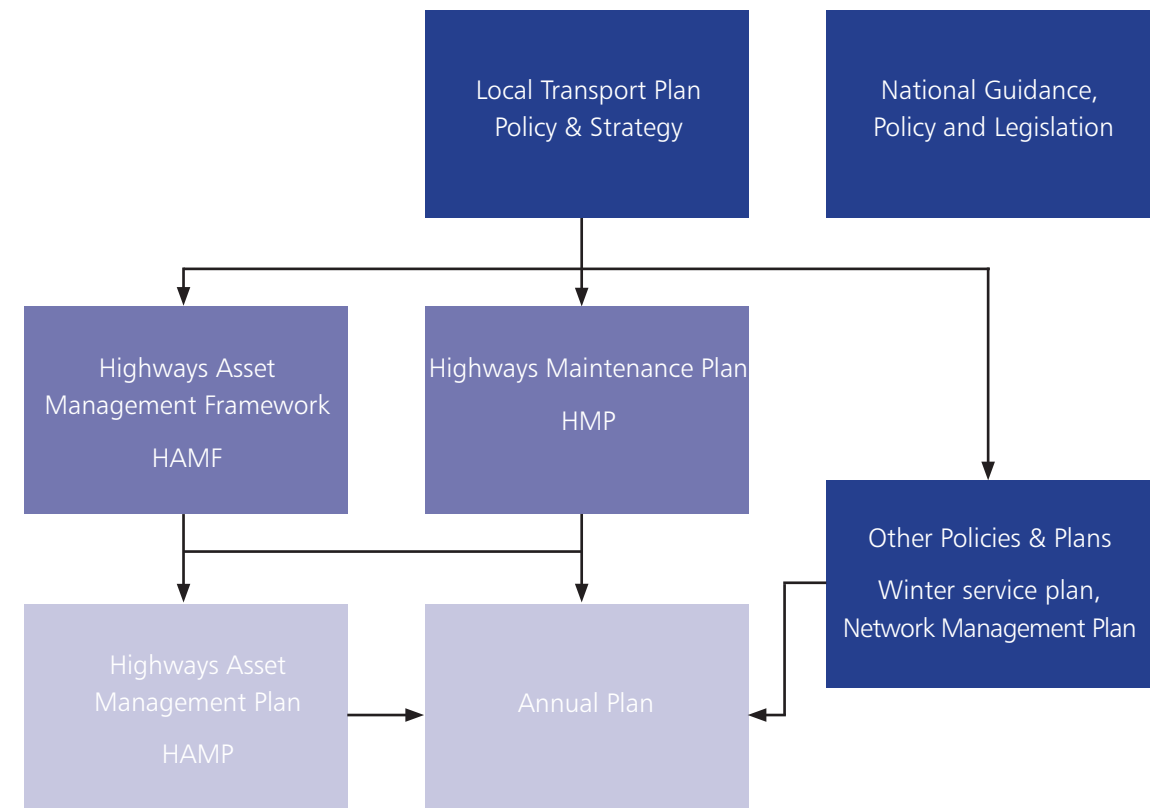 Local Transport Plan
Policy & Strategy
National Guidance,
Policy and Legislation
Highways Asset
Management Framework
HAMF
Highways Maintenance Plan
HMP
Other Policies & Plans
Winter service plan,
Network Management Plan
Highways Asset
Management Plan
HAMP
Annual Plan